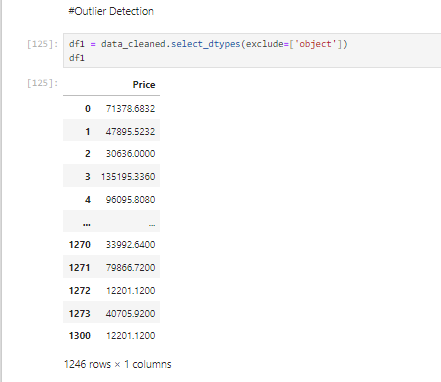 #Outlier Detection
[125]: df1 = data_cleaned.select_dtypes(exclude=['object'])
df1
[125]: Price
0 71378.6832
1 47895.5232
2 30636.0000
3 135195.3360
4 96095.8080
... ...
1270 33992.6400
1271 79866.7200
1272 12201.1200
1273 40705.9200
1300 12201.1200
1246 rows × 1 columns